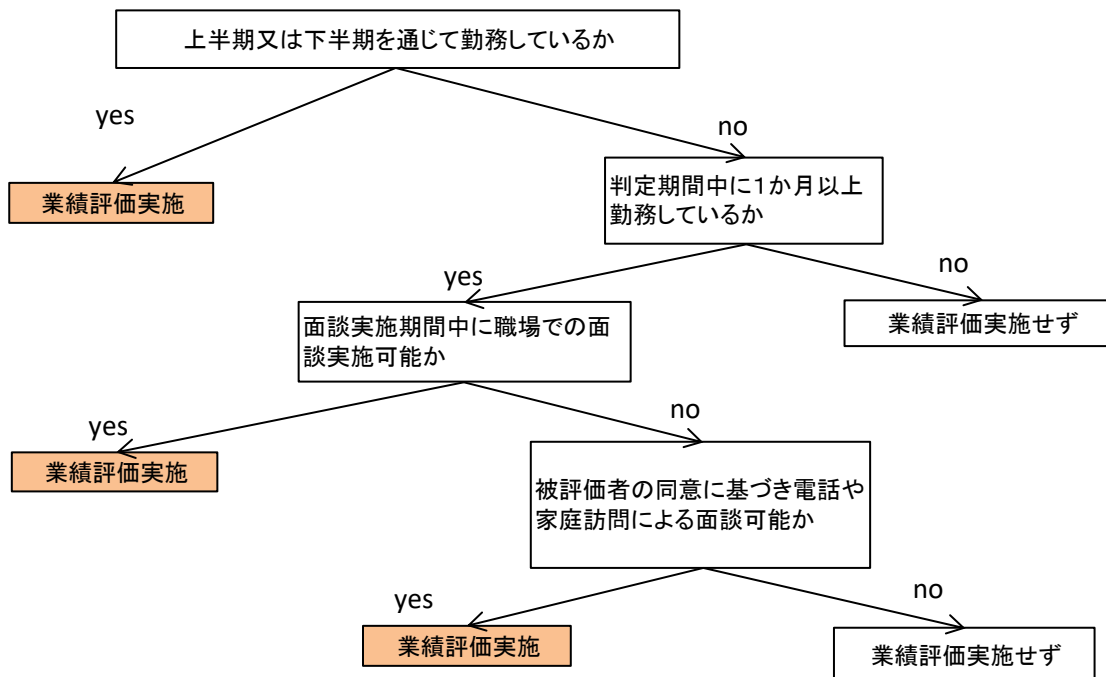 上半期又は下半期を通じて勤務しているか
yes
no
業績評価実施
判定期間中に１か月以上
勤務しているか
yes
no
面談実施期間中に職場での面
談実施可能か
業績評価実施せず
yes
no
業績評価実施
被評価者の同意に基づき電話や
家庭訪問による面談可能か
yes
no
業績評価実施
業績評価実施せず